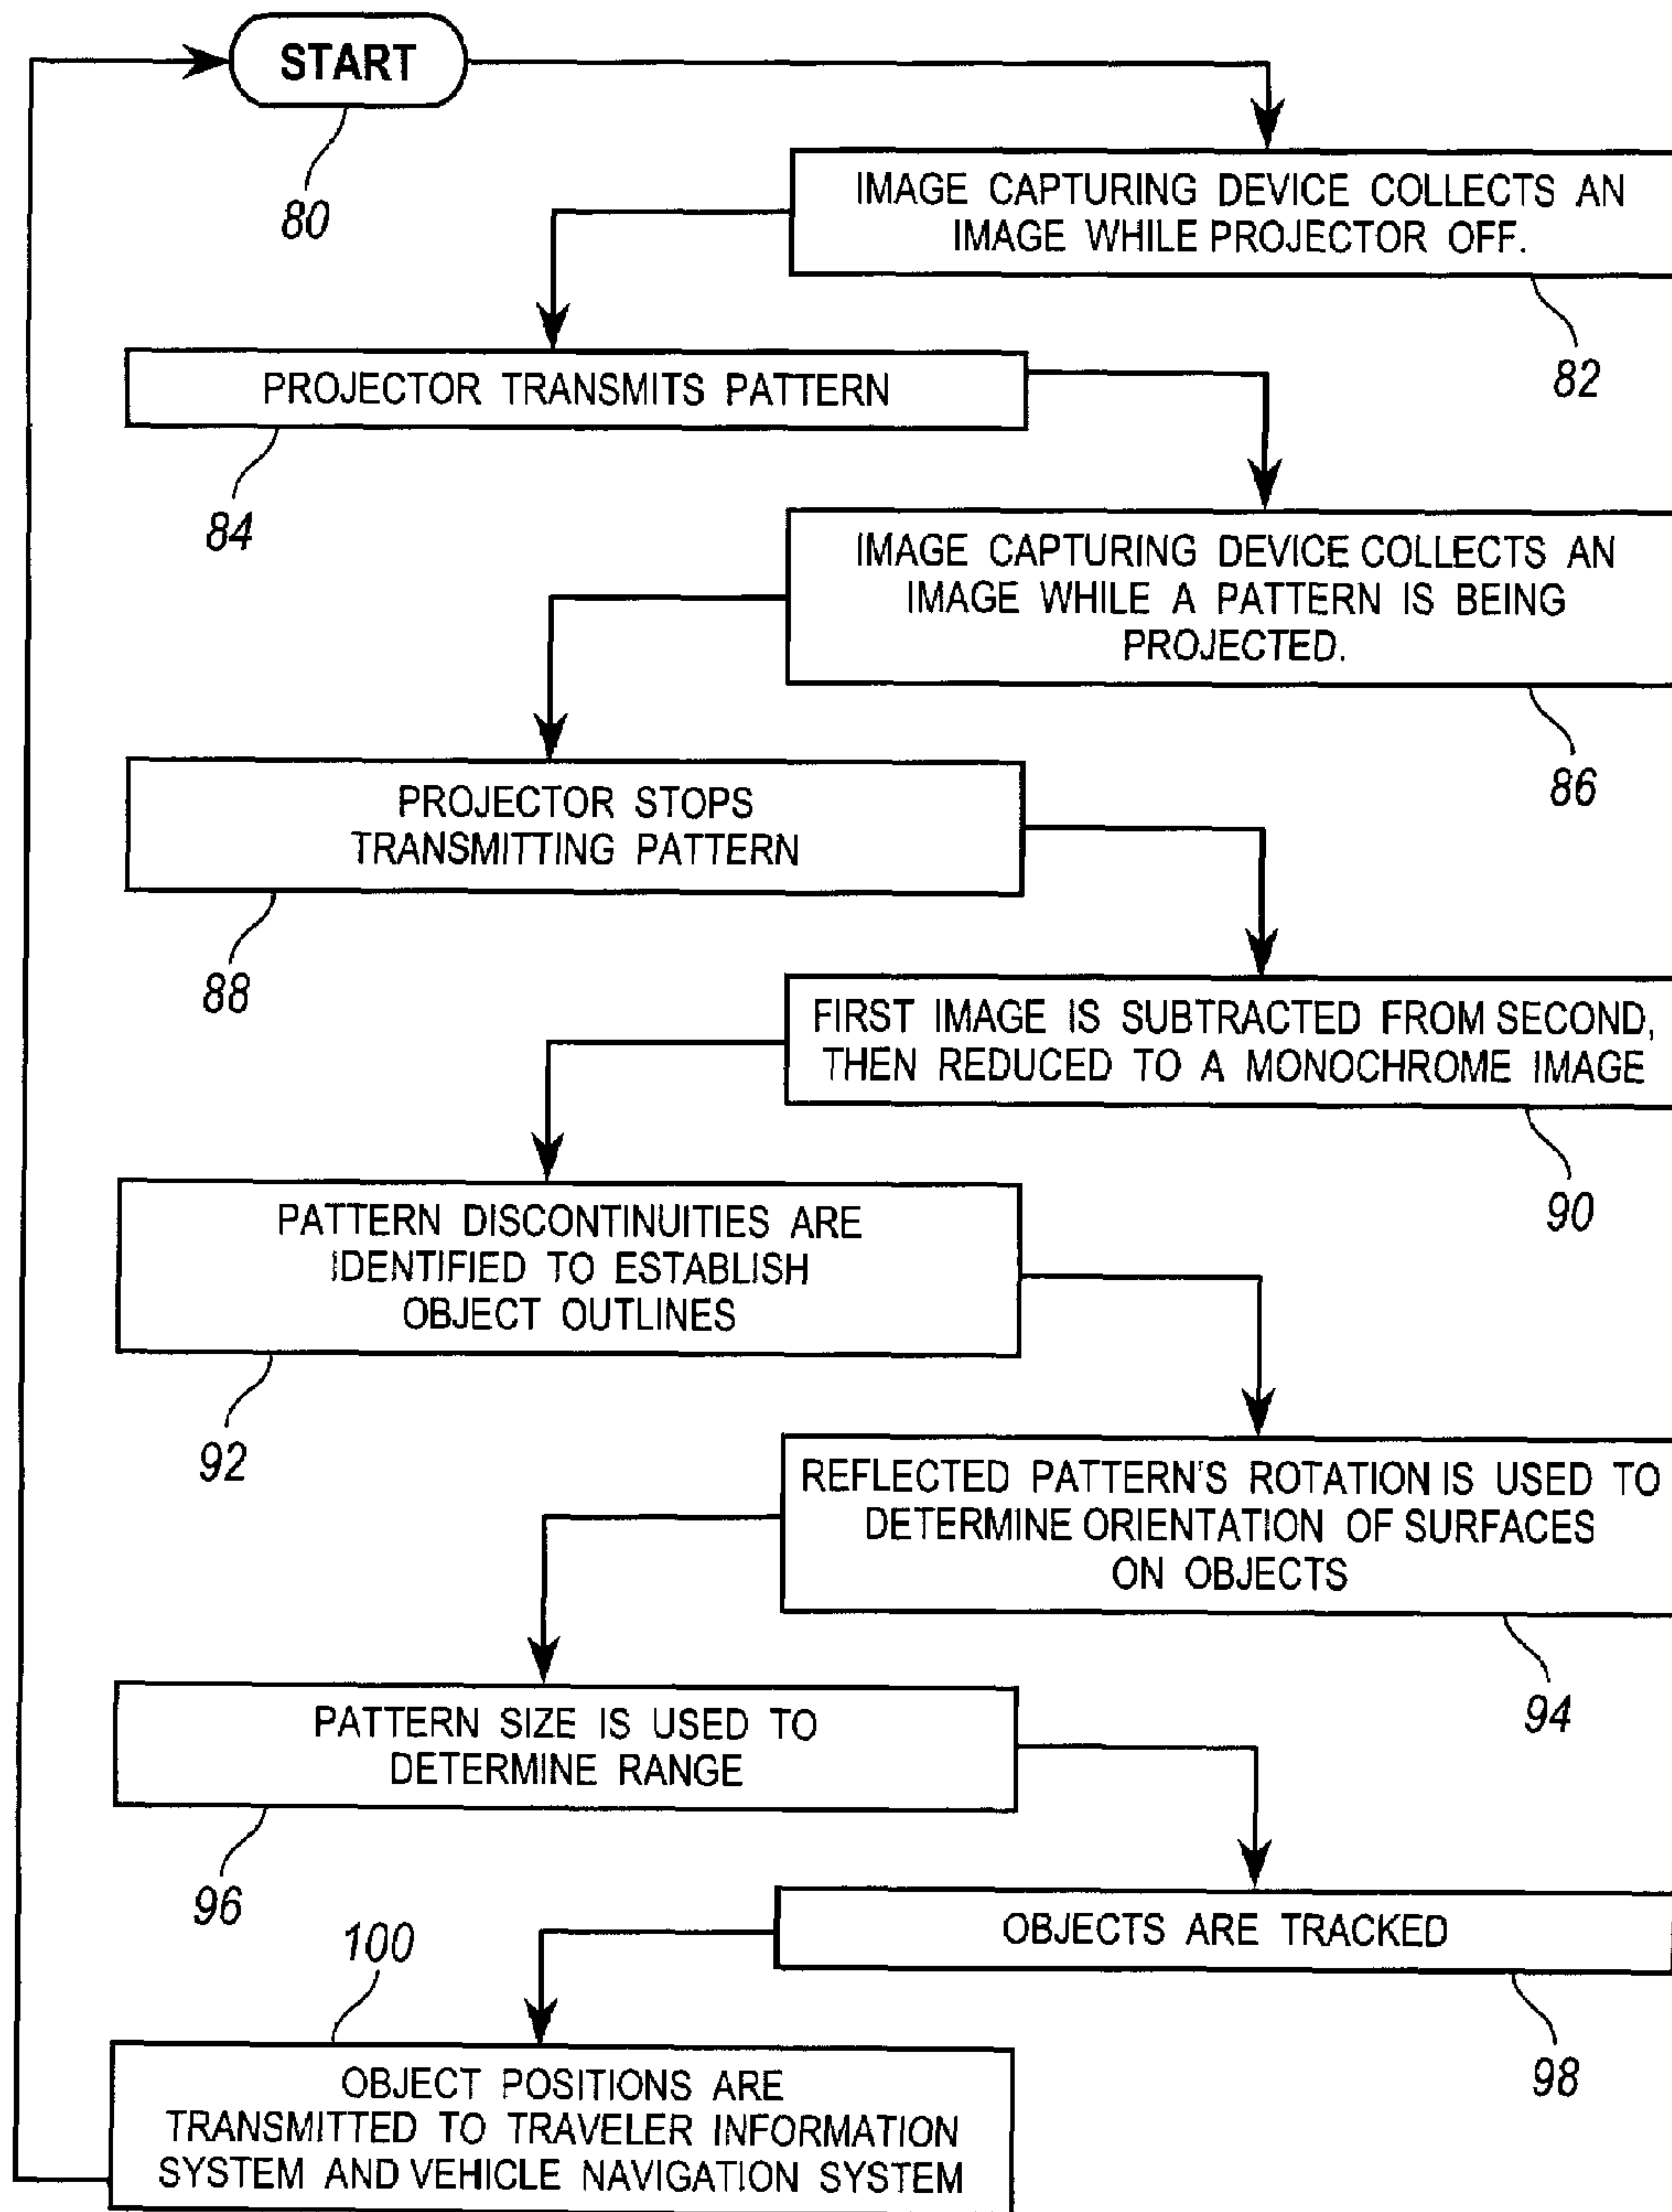 START
80
IMAGE CAPTURING DEVICE COLLECTS AN
IMAGE WHILE PROJECTOR OFF.
82
PROJECTOR TRANSMITS PATTERN
84
IMAGE CAPTURING DEVICE COLLECTS AN
IMAGE WHILE A PATTERN IS BEING
PROJECTED.
86
PROJECTOR STOPS
TRANSMITTING PATTERN
88
FIRST IMAGE IS SUBTRACTED FROM SECOND,
THEN REDUCED TO A MONOCHROME IMAGE
90
PATTERN DISCONTINUITIES ARE
IDENTIFIED TO ESTABLISH
OBJECT OUTLINES
92
REFLECTED PATTERN'S ROTATION IS USED TO
DETERMINE ORIENTATION OF SURFACES
ON OBJECTS
94
PATTERN SIZE IS USED TO
DETERMINE RANGE
96
OBJECTS ARE TRACKED
98
100
OBJECT POSITIONS ARE
TRANSMITTED TO TRAVELER INFORMATION
SYSTEM AND VEHICLE NAVIGATION SYSTEM